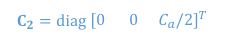 C₂ = diag [0 0 Cₐ/2]ᵀ